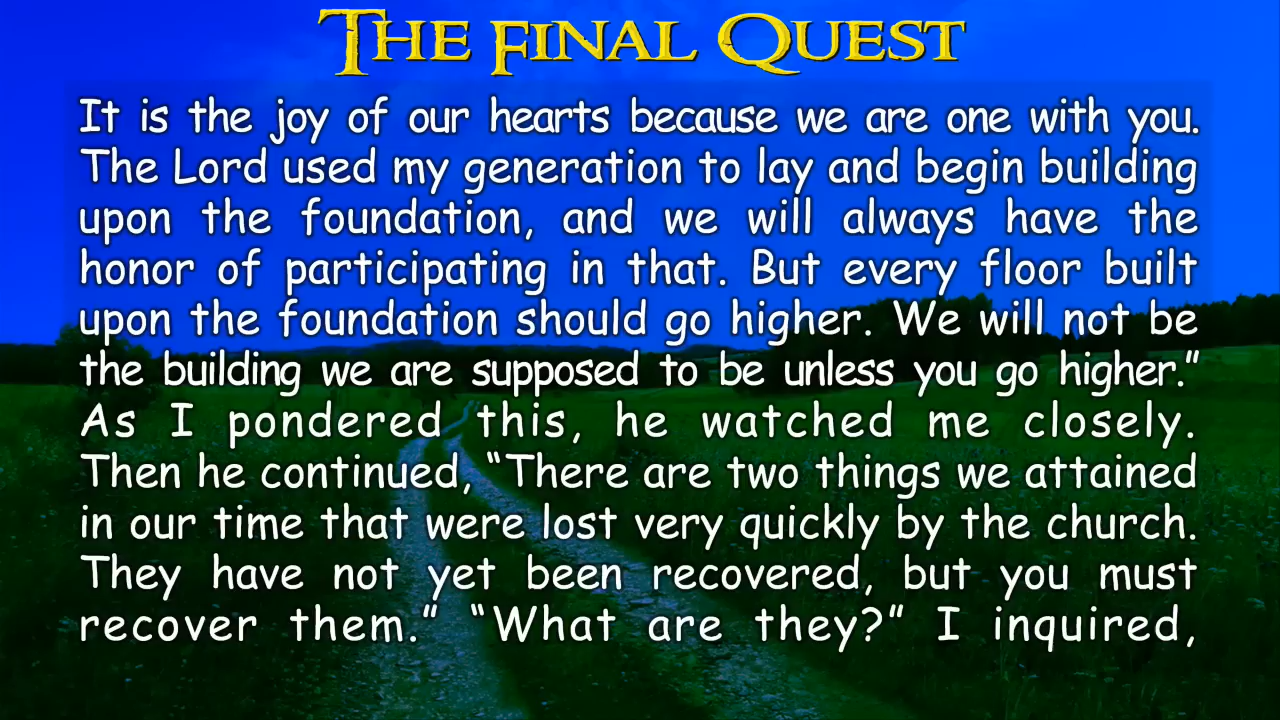 The Final Quest
It is the joy of our hearts because we are one with you.
The Lord used my generation to lay and begin building
upon the foundation, and we will always have the
honor of participating in that. But every floor built
upon the foundation should go higher. We will not be
the building we are supposed to be unless you go higher.”
As I pondered this, he watched me closely.
Then he continued, “There are two things we attained
in our time that were lost very quickly by the church.
They have not yet been recovered, but you must
recover them.” “What are they?” I inquired,